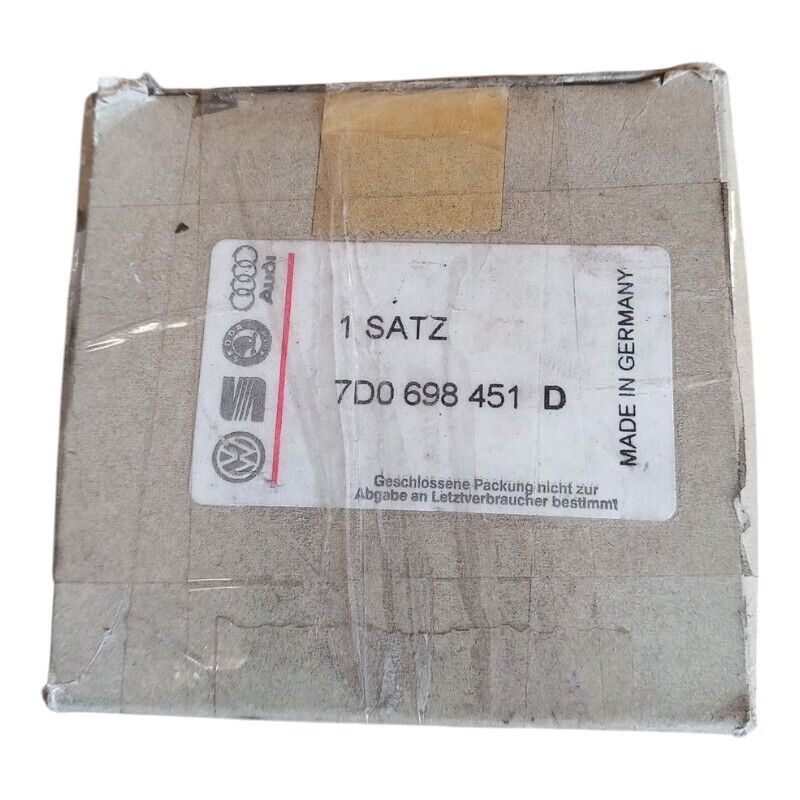 1 SATZ
7D0 698 451 D
Geschlossene Packung nicht zur
Abgabe an Letztverbraucher bestimmt
MADE IN GERMANY
Audi